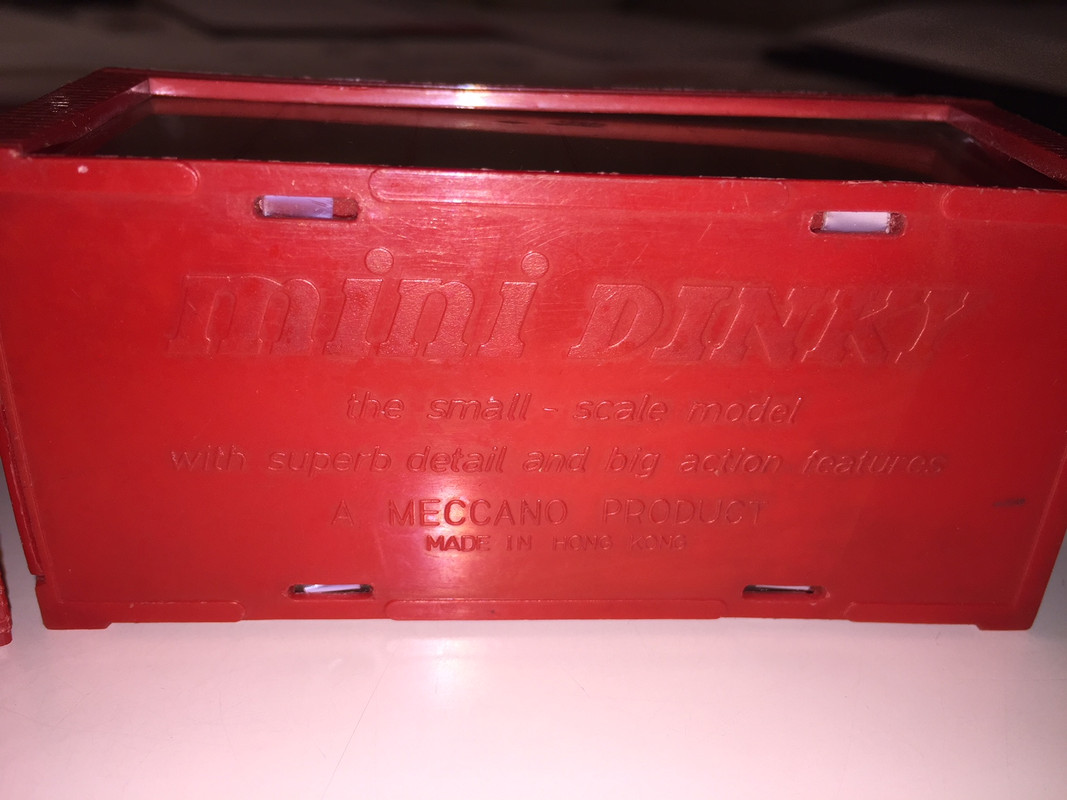 mini DINKY
the small - scale model
with superb detail and big action features
A MECCANO PRODUCT
MADE IN HONG KONG